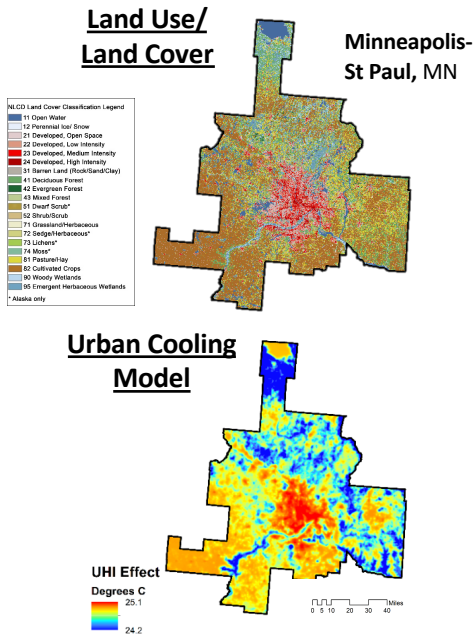 Land Use/
Land Cover
Minneapolis-
St Paul, MN
NLCD Land Cover Classification Legend
11 Open Water
12 Perennial Ice/ Snow
21 Developed, Open Space
22 Developed, Low Intensity
23 Developed, Medium Intensity
24 Developed, High Intensity
31 Barren Land (Rock/Sand/Clay)
41 Deciduous Forest
42 Evergreen Forest
43 Mixed Forest
51 Dwarf Scrub*
52 Shrub/Scrub
71 Grassland/Herbaceous
72 Sedge/Herbaceous*
73 Lichens*
74 Moss*
81 Pasture/Hay
82 Cultivated Crops
90 Woody Wetlands
95 Emergent Herbaceous Wetlands
* Alaska only
Urban Cooling
Model
UHI Effect
Degrees C
25.1
24.2
Miles
0 5 10 20 30 40